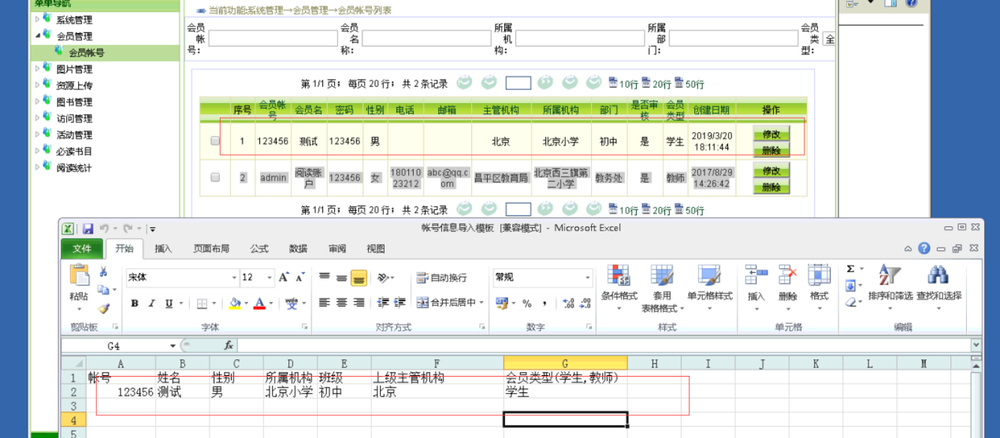 菜单导航
系统管理
会员管理
会员帐号
图片管理
资源上传
图书管理
访问管理
活动管理
必读书目
阅读统计
当前功能:系统管理→会员管理→会员帐号列表
会员帐号:
会员名称:
所属机构:
所属部门:
会员类型:
全
第 1/1 页; 每页 20 行; 共 2 条记录 10行 20行 50行
序号 会员帐号 会员名 密码 性别 电话 邮箱 主管机构 所属机构 部门 是否审核 会员类型 创建日期 操作
1 123456 测试 123456 男 北京 北京小学 初中 是 学生 2019/3/20 18:11:44 修改 删除
2 admin 阅读账户 123456 女 18011023212 abc@qq.com 昌平区教育局 北京西三旗第二小学 教务处 是 教师 2017/8/29 14:26:42 修改 删除
第 1/1 页; 每页 20 行; 共 2 条记录 10行 20行 50行
帐号信息导入模板 [兼容模式] - Microsoft Excel
文件 开始 插入 页面布局 公式 数据 审阅 视图
粘贴
宋体 12 A A
B I U A wén 文
自动换行
合并后居中
常规
% , .00 .0
条件格式
套用表格格式
单元格样式
插入
删除
格式
Σ
排序和筛选
查找和选择
剪贴板 字体 对齐方式 数字 样式 单元格 编辑
G4 fx
A B C D E F G H I J K L M
1 帐号 姓名 性别 所属机构 班级 上级主管机构 会员类型(学生,教师)
2 123456 测试 男 北京小学 初中 北京 学生
3
4
5